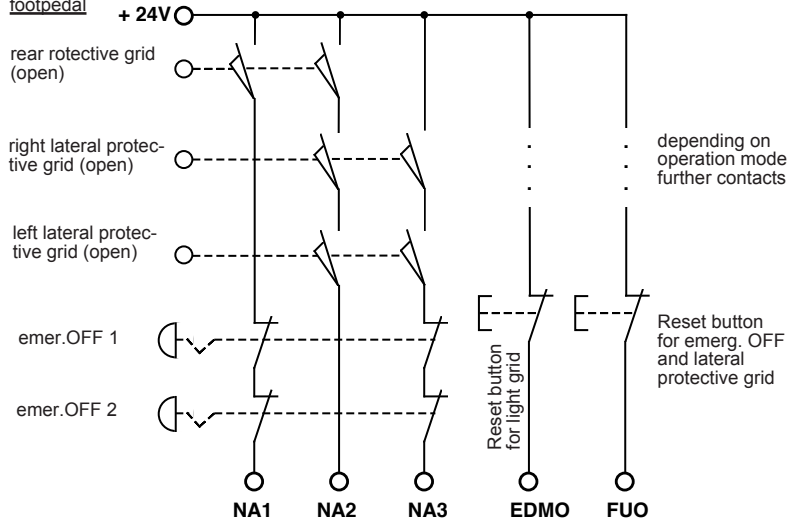 footpedal
+ 24V
rear rotective grid
(open)
right lateral protec-
tive grid (open)
depending on
operation mode
further contacts
left lateral protec-
tive grid (open)
emer.OFF 1
emer.OFF 2
Reset button
for light grid
Reset button
for emerg. OFF
and lateral
protective grid
NA1 NA2 NA3 EDMO FUO